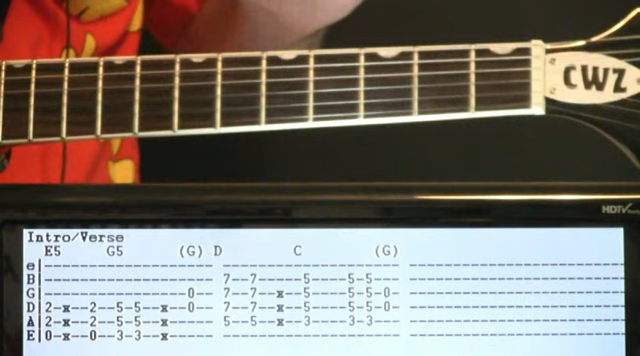 CWZ
HDTV
Intro/Verse
E5 G5 (G) D C (G)
e|------------------------ ------------------------- ------------------------------
B|------------------------ 7--7------5-----5-5---- ------------------------------
G|--------------------0--- 7--7--x--5-----5-5-0-- ------------------------------
D|2-x--2--5-5--x--0--- 7--7--x--5-----5-5-0-- ------------------------------
A|2-x--2--5-5--x------- 5--5--x--3-----3-3------ ------------------------------
E|0-x--0--3-3--x------- ------------------------- ------------------------------